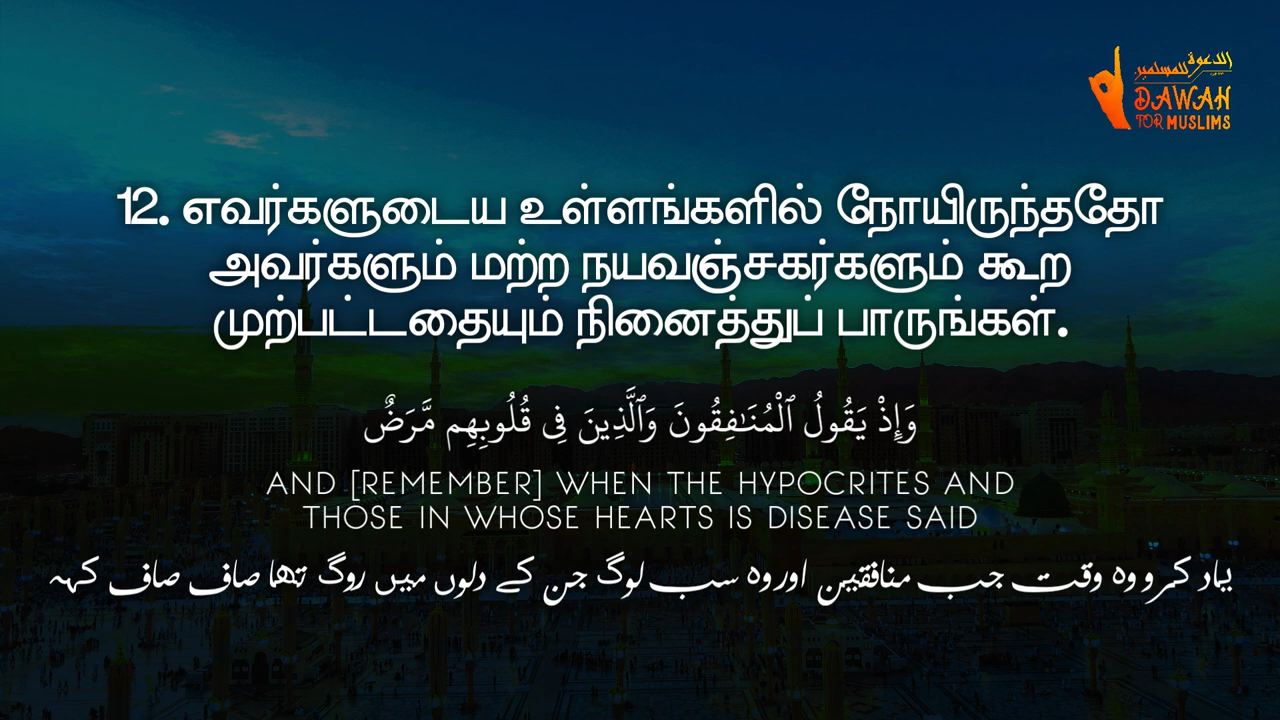 الدعوة للمسلمين
DAWAH
FOR MUSLIMS
12. எவர்களுடைய உள்ளங்களில் நோயிருந்ததோ
அவர்களும் மற்ற நயவஞ்சகர்களும் கூற
முற்பட்டதையும் நினைத்துப் பாருங்கள்.
وَإِذْ يَقُولُ ٱلْمُنَـٰفِقُونَ وَٱلَّذِينَ فِى قُلُوبِهِم مَّرَضٌ
AND [REMEMBER] WHEN THE HYPOCRITES AND
THOSE IN WHOSE HEARTS IS DISEASE SAID
یاد کرو وہ وقت جب منافقین اور وہ سب لوگ جن کے دلوں میں روگ تھا صاف صاف کہہ